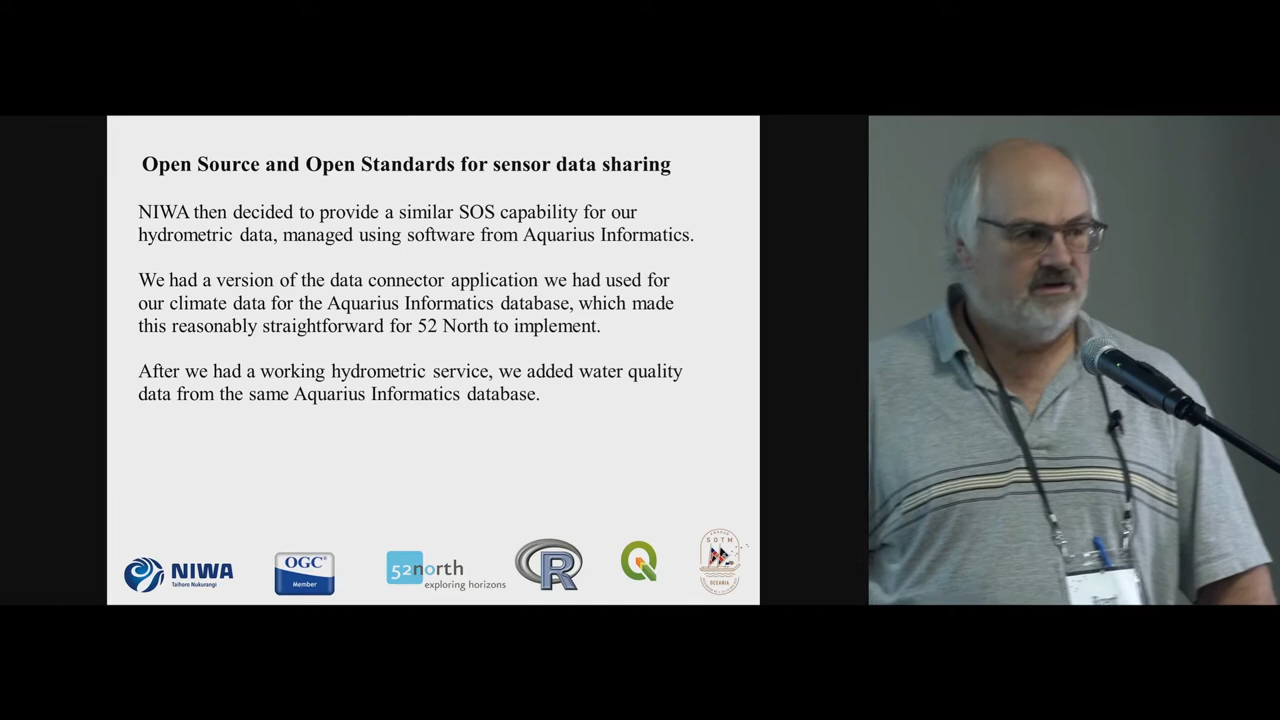 Open Source and Open Standards for sensor data sharing
NIWA then decided to provide a similar SOS capability for our
hydrometric data, managed using software from Aquarius Informatics.
We had a version of the data connector application we had used for
our climate data for the Aquarius Informatics database, which made
this reasonably straightforward for 52 North to implement.
After we had a working hydrometric service, we added water quality
data from the same Aquarius Informatics database.
NIWA
Taihoro Nukurangi
OGC®
Member
52north
exploring horizons
R
SOTM
OCEANIA